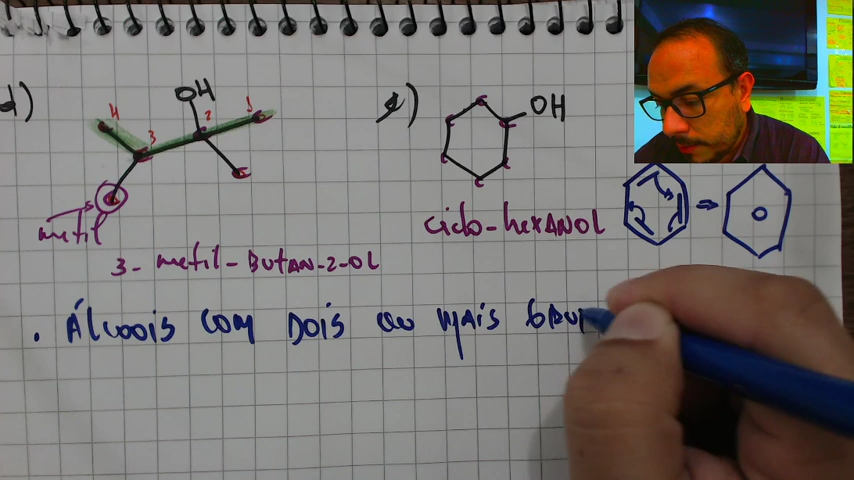 d)
OH
4
3
2
1
metil
3- metil-Butan-2-ol
e)
OH
ciclo-hexANOL
. Álcoois com Dois ou mais GRUP